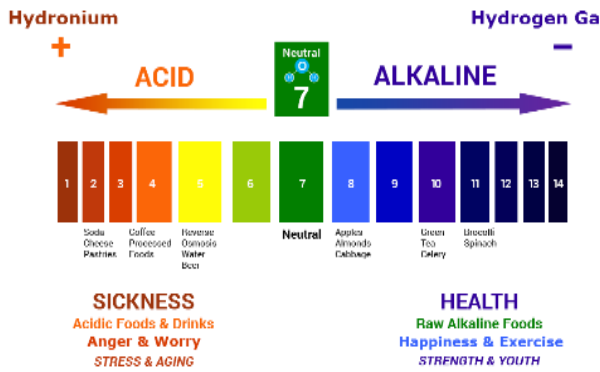 Hydronium
Hydrogen Ga
+
−
Neutral
7
ACID
ALKALINE
1 2 3 4 5 6 7 8 9 10 11 12 13 14
Soda
Cheese
Pastries
Coffee
Processed
Foods
Reverse
Osmosis
Water
Beer
Neutral
Apples
Almonds
Cabbage
Green
Tea
Celery
Brocolli
Spinach
SICKNESS
Acidic Foods & Drinks
Anger & Worry
STRESS & AGING
HEALTH
Raw Alkaline Foods
Happiness & Exercise
STRENGTH & YOUTH